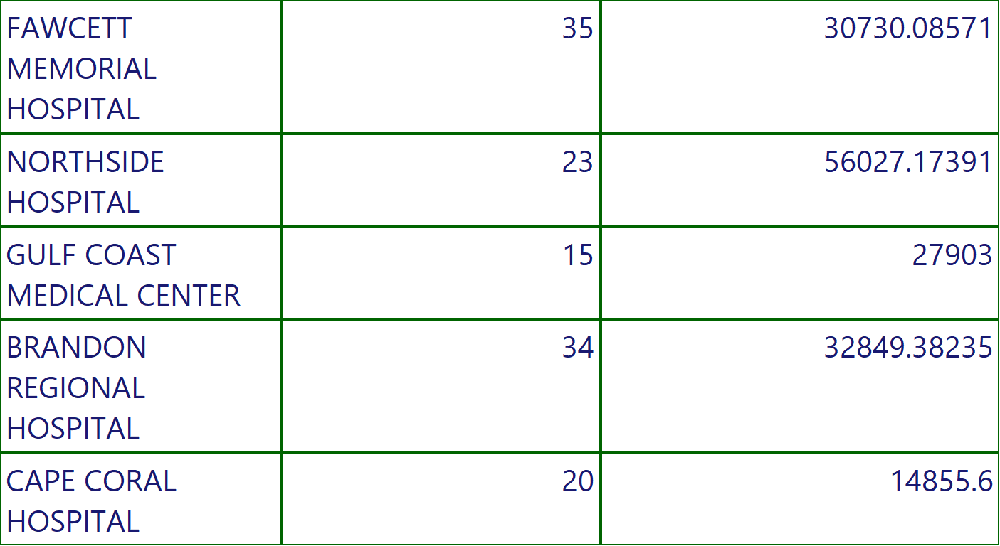 FAWCETT 35 30730.08571
MEMORIAL
HOSPITAL
NORTHSIDE 23 56027.17391
HOSPITAL
GULF COAST 15 27903
MEDICAL CENTER
BRANDON 34 32849.38235
REGIONAL
HOSPITAL
CAPE CORAL 20 14855.6
HOSPITAL